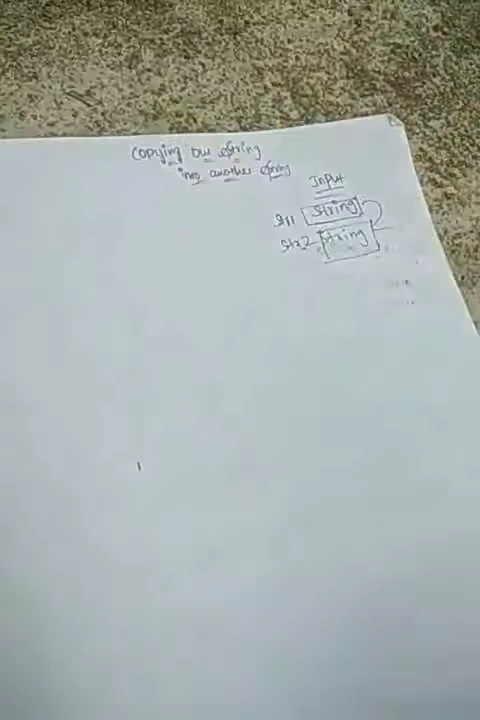 Copying one string
into another string
Input
Str1 String
Str2 String